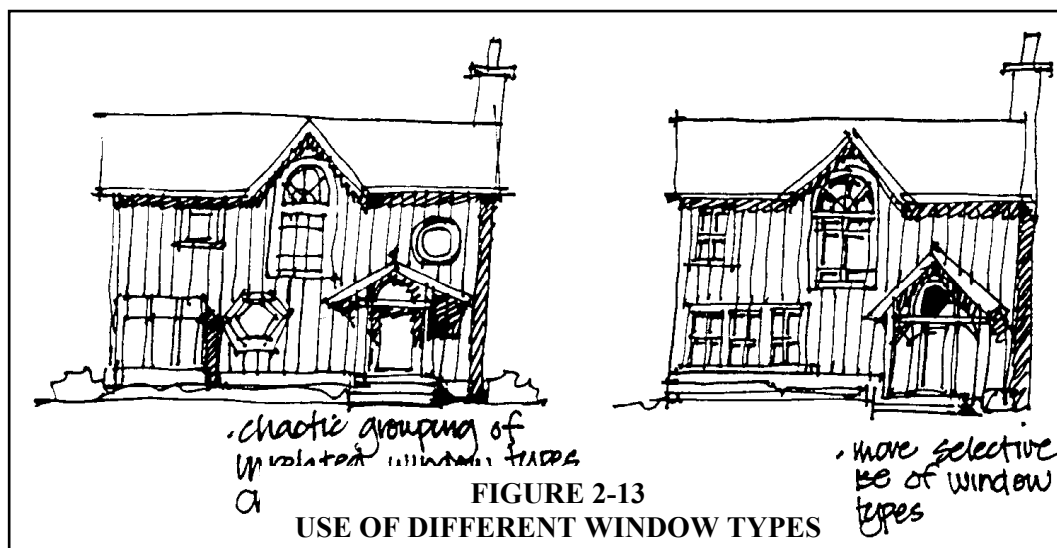 .chaotic grouping of
unrelated window types
.more selective
use of window
types
FIGURE 2-13
USE OF DIFFERENT WINDOW TYPES